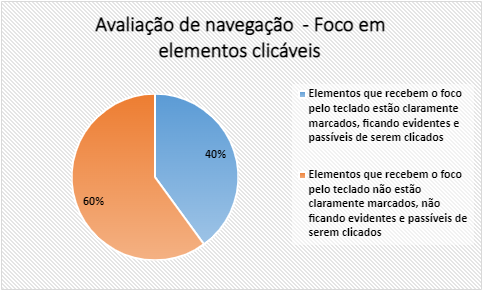 Avaliação de navegação - Foco em
elementos clicáveis
40%
60%
Elementos que recebem o foco
pelo teclado estão claramente
marcados, ficando evidentes e
passíveis de serem clicados
Elementos que recebem o foco
pelo teclado não estão
claramente marcados, não
ficando evidentes e passíveis de
serem clicados